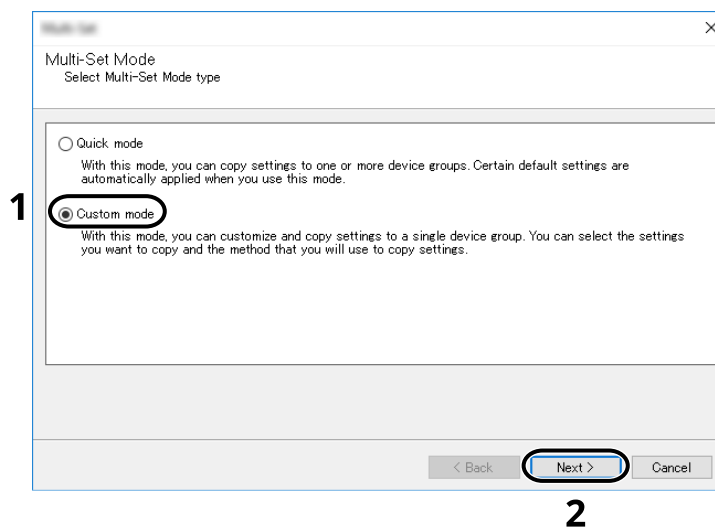 Multi-Set Mode
Select Multi-Set Mode type
Quick mode
With this mode, you can copy settings to one or more device groups. Certain default settings are
automatically applied when you use this mode.
1
Custom mode
With this mode, you can customize and copy settings to a single device group. You can select the settings
you want to copy and the method that you will use to copy settings.
< Back Next > Cancel
2